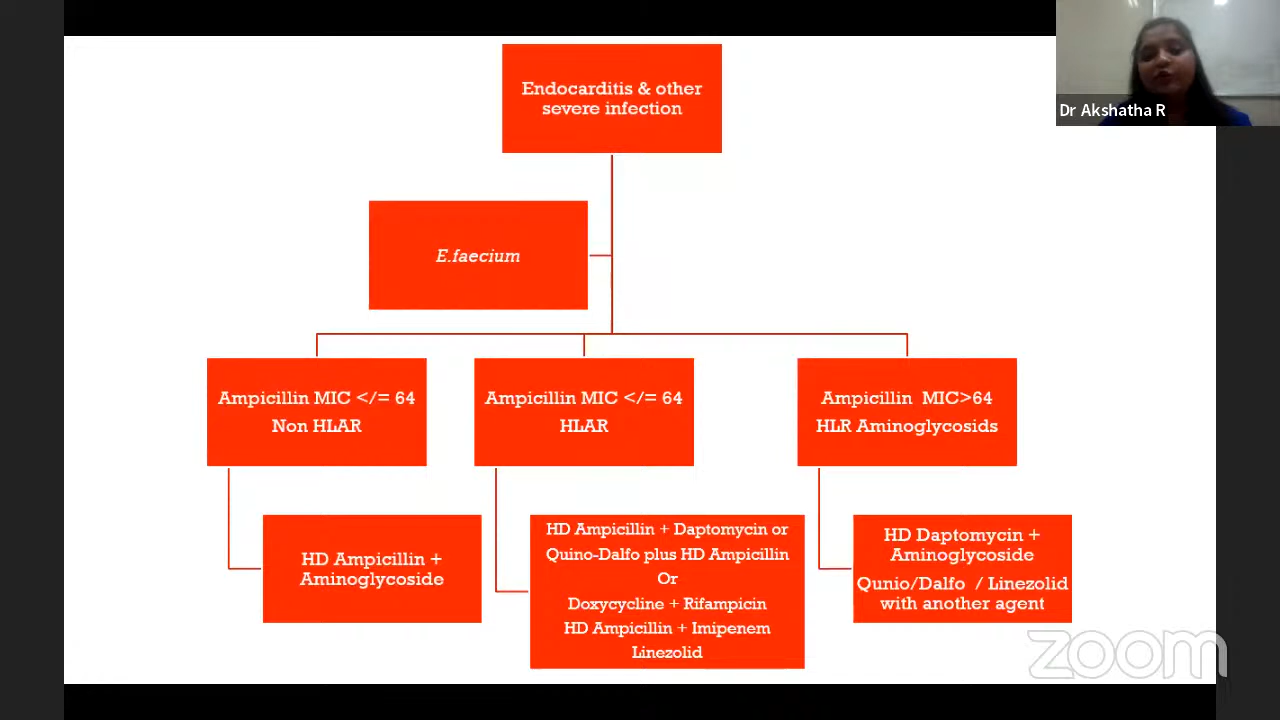 Endocarditis & other
severe infection
Dr Akshatha R
E.faecium
Ampicillin MIC </= 64
Non HLAR
Ampicillin MIC </= 64
HLAR
Ampicillin MIC>64
HLR Aminoglycosids
HD Ampicillin +
Aminoglycoside
HD Ampicillin + Daptomycin or
Quino-Dalfo plus HD Ampicillin
Or
Doxycycline + Rifampicin
HD Ampicillin + Imipenem
Linezolid
HD Daptomycin +
Aminoglycoside
Qunio/Dalfo / Linezolid
with another agent
zoom